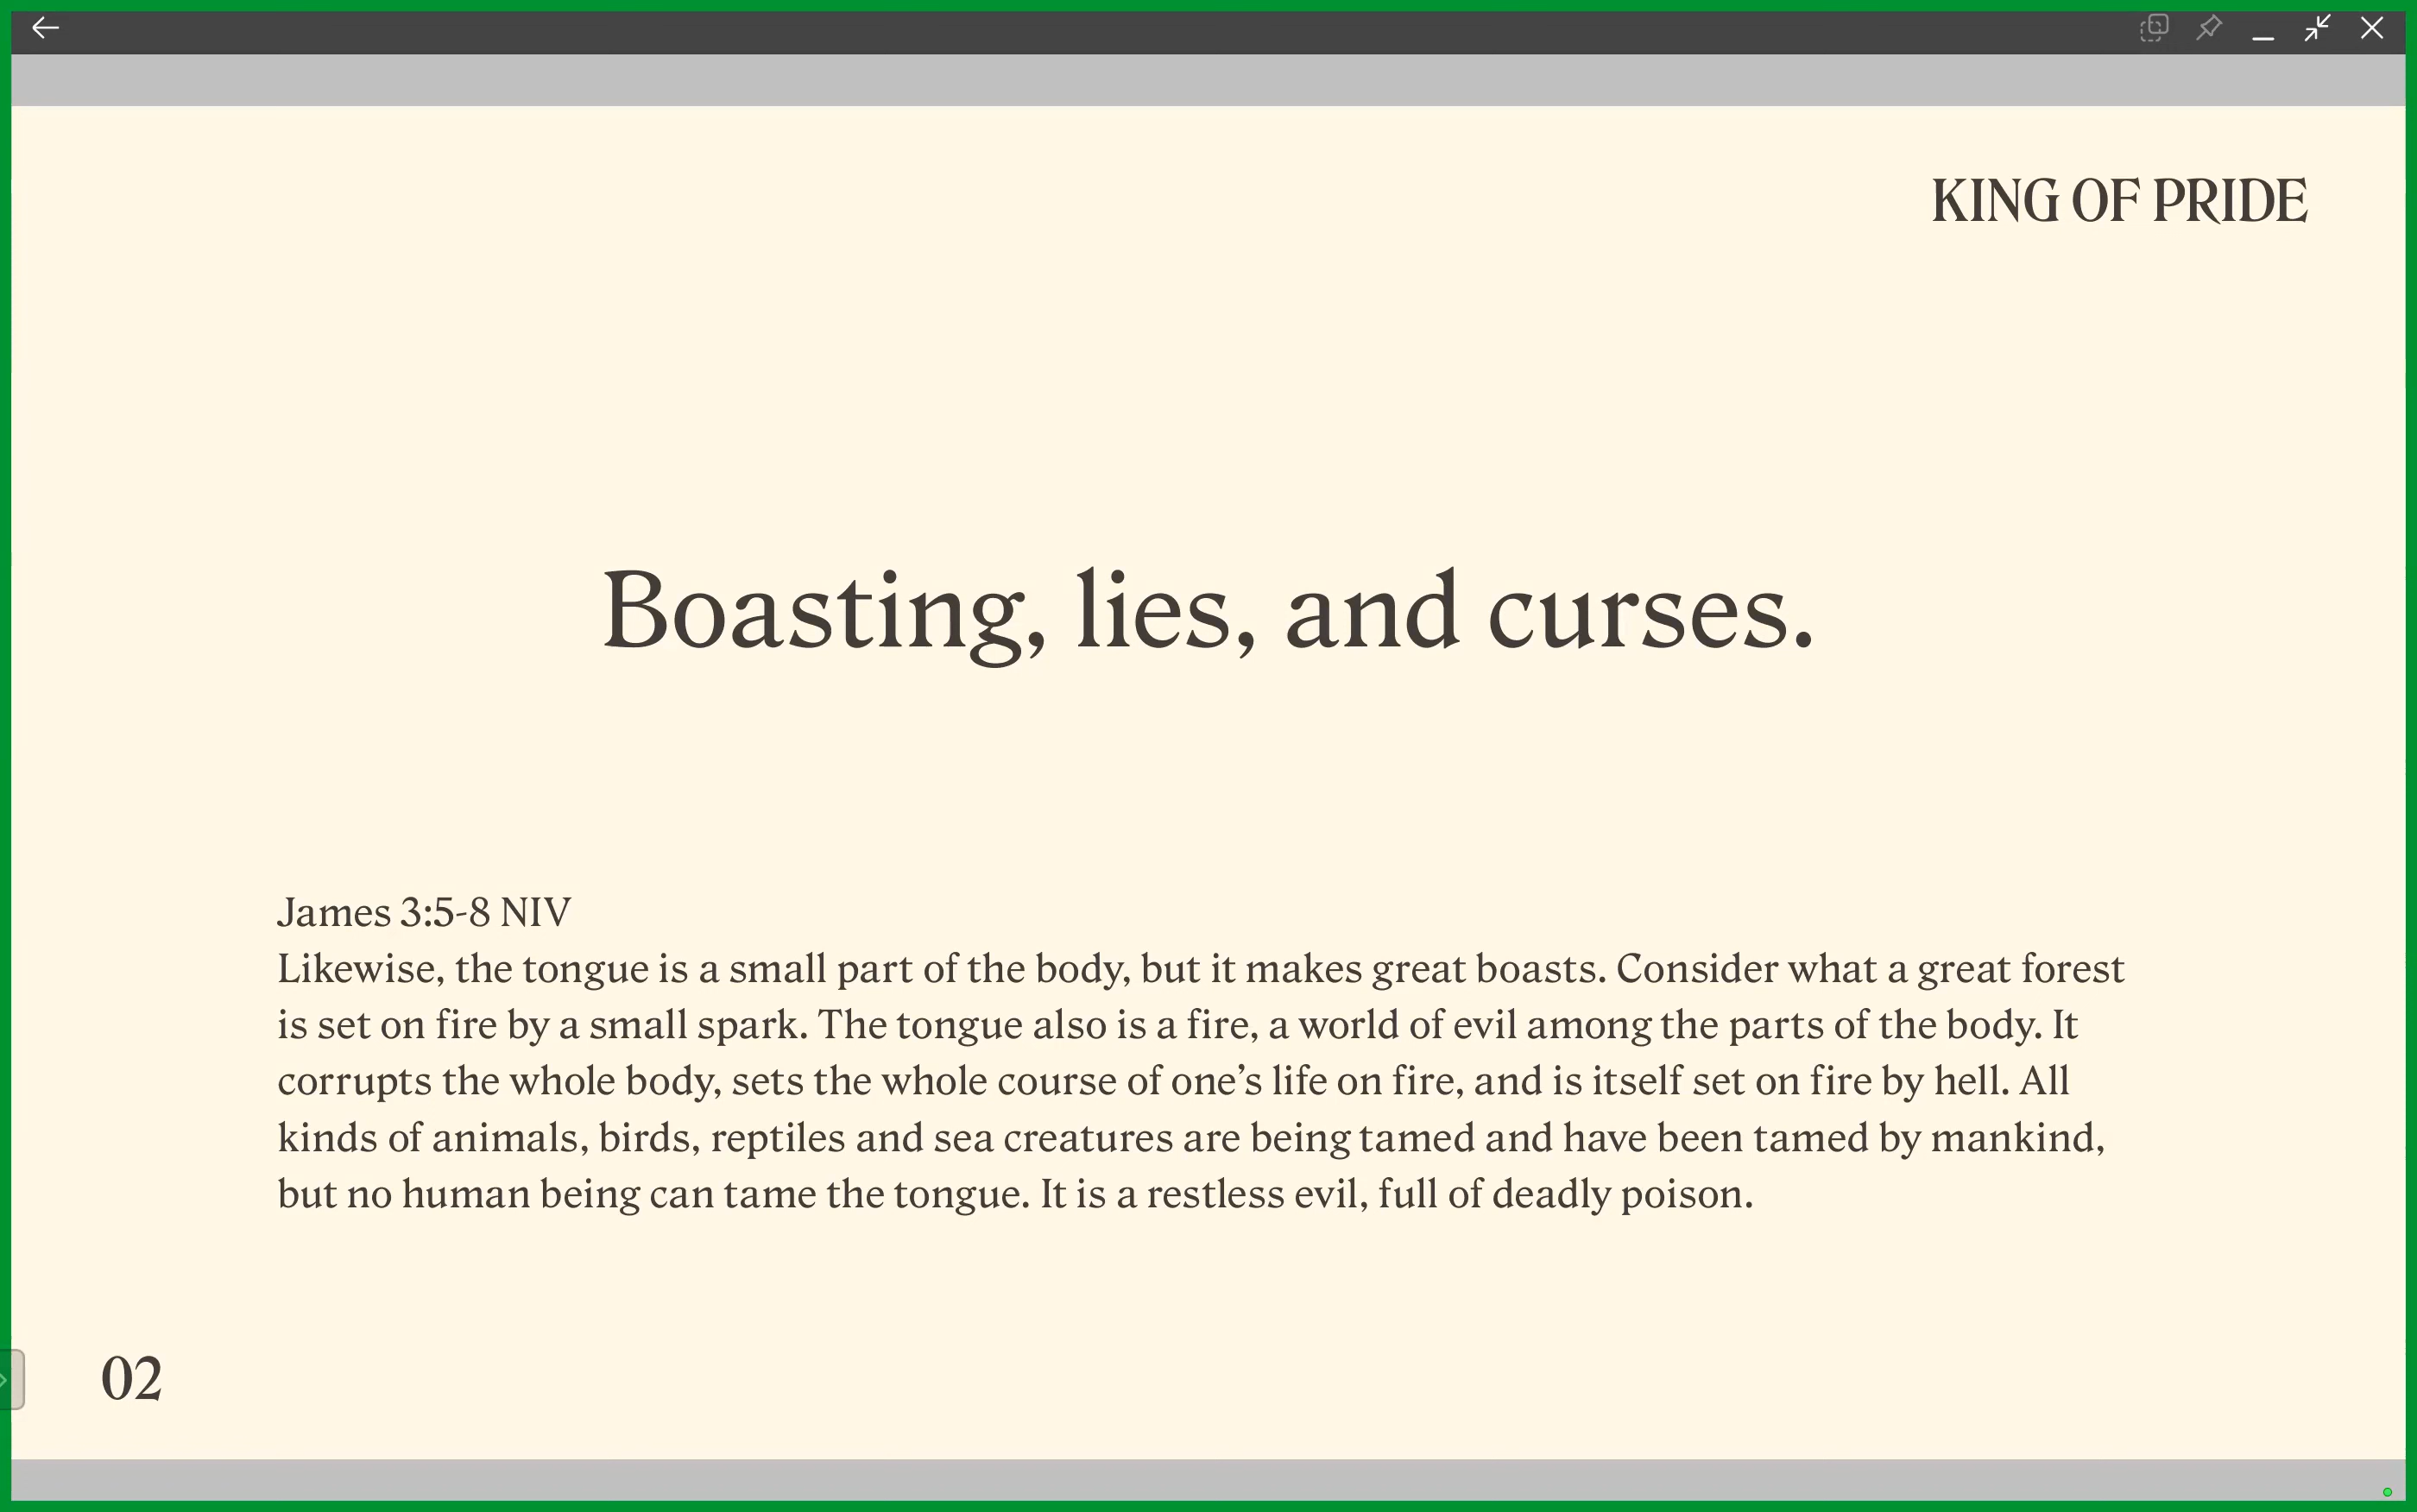 KING OF PRIDE
Boasting, lies, and curses.
James 3:5-8 NIV
Likewise, the tongue is a small part of the body, but it makes great boasts. Consider what a great forest
is set on fire by a small spark. The tongue also is a fire, a world of evil among the parts of the body. It
corrupts the whole body, sets the whole course of one’s life on fire, and is itself set on fire by hell. All
kinds of animals, birds, reptiles and sea creatures are being tamed and have been tamed by mankind,
but no human being can tame the tongue. It is a restless evil, full of deadly poison.
02